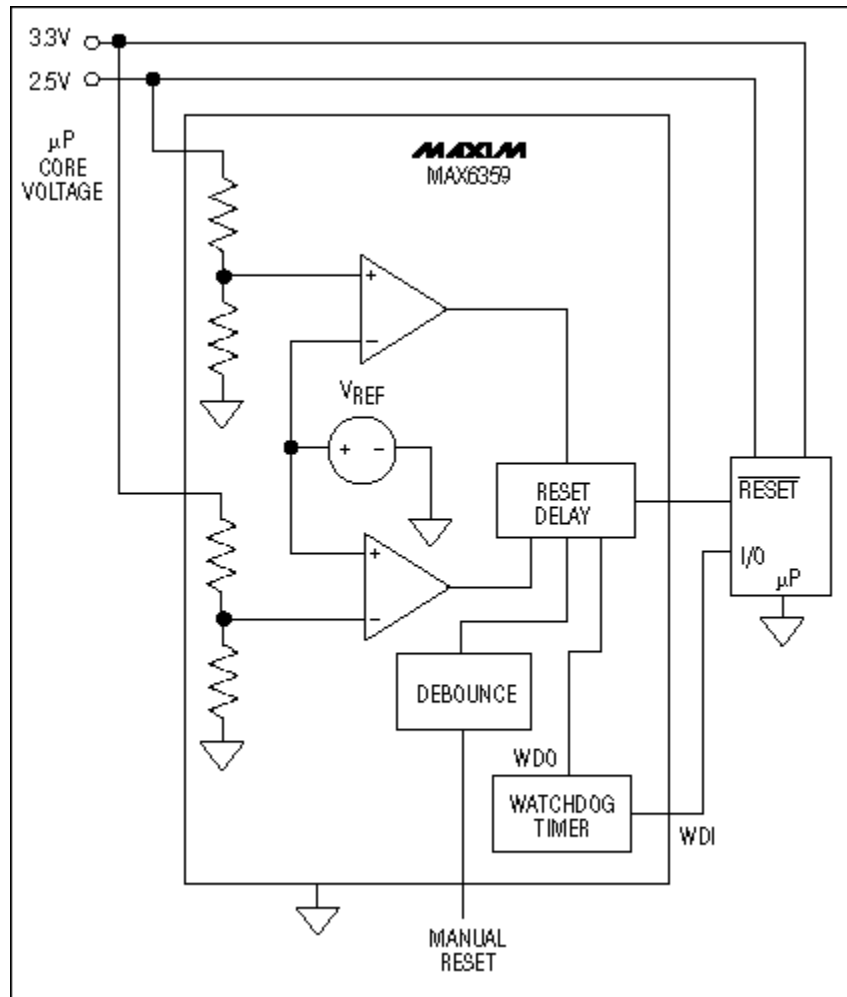 3.3V
2.5V
μP
CORE
VOLTAGE
MAXIM
MAX6359
+
−
VREF
+ −
RESET
DELAY
RESET
I/O
μP
+
−
DEBOUNCE
WDO
WATCHDOG
TIMER
WDI
MANUAL
RESET